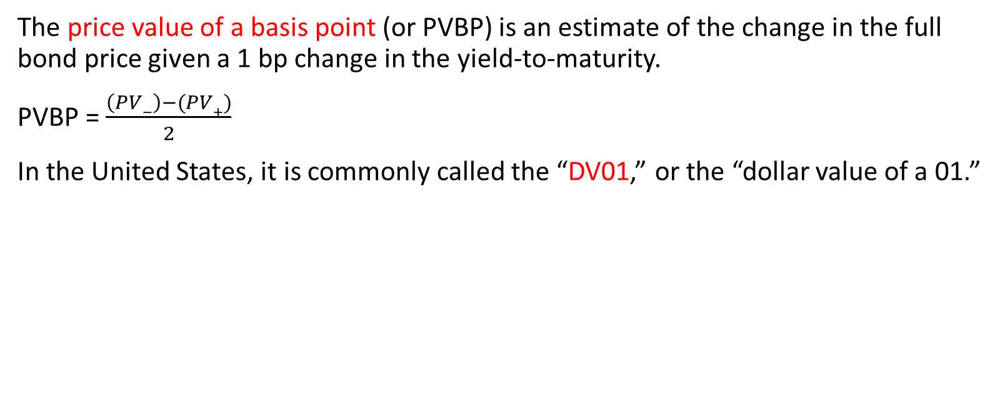 The price value of a basis point (or PVBP) is an estimate of the change in the full
bond price given a 1 bp change in the yield-to-maturity.
PVBP = \frac{(PV_-)-(PV_+)}{2}
In the United States, it is commonly called the “DV01,” or the “dollar value of a 01.”